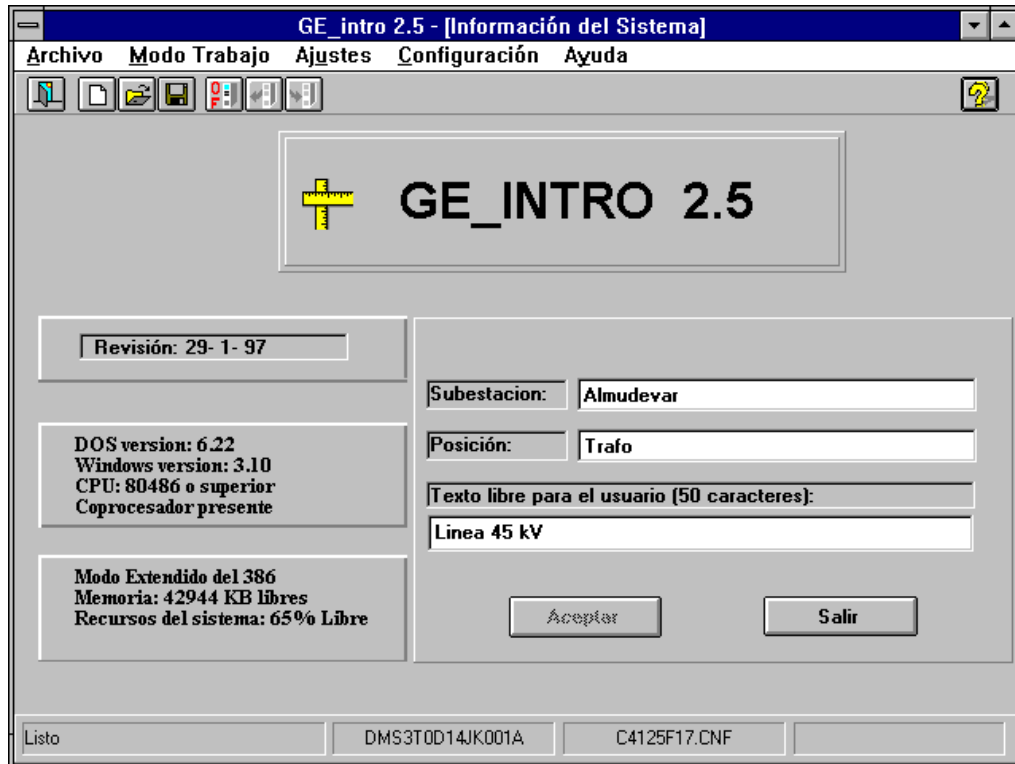 GE_intro 2.5 - [Información del Sistema]
Archivo Modo Trabajo Ajustes Configuración Ayuda
GE_INTRO 2.5
Revisión: 29- 1- 97
Subestacion: Almudevar
Posición: Trafo
DOS version: 6.22
Windows version: 3.10
CPU: 80486 o superior
Coprocesador presente
Texto libre para el usuario (50 caracteres):
Linea 45 kV
Modo Extendido del 386
Memoria: 42944 KB libres
Recursos del sistema: 65% Libre
Aceptar Salir
Listo DMS3T0D14JK001A C4125F17.CNF